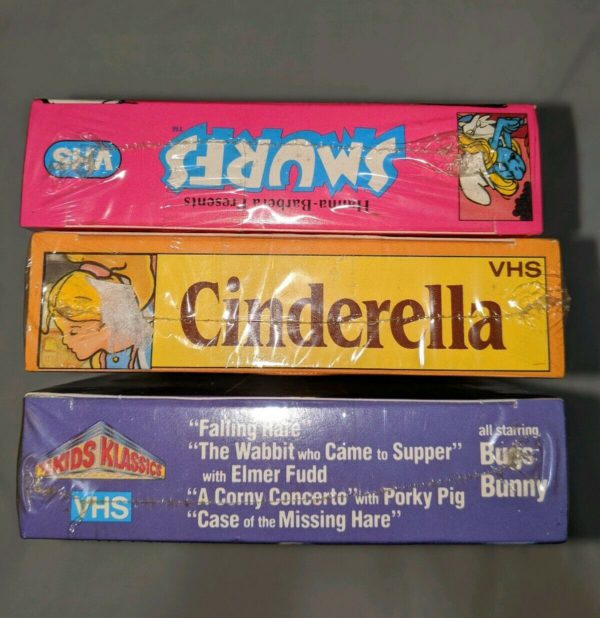 Hanna-Barbera Presents
SMURFS™
VHS
VHS
Cinderella
KIDS KLASSICS
VHS
"Falling Hare"
"The Wabbit who Came to Supper"
with Elmer Fudd
"A Corny Concerto" with Porky Pig
"Case of the Missing Hare"
all starring
Bugs
Bunny